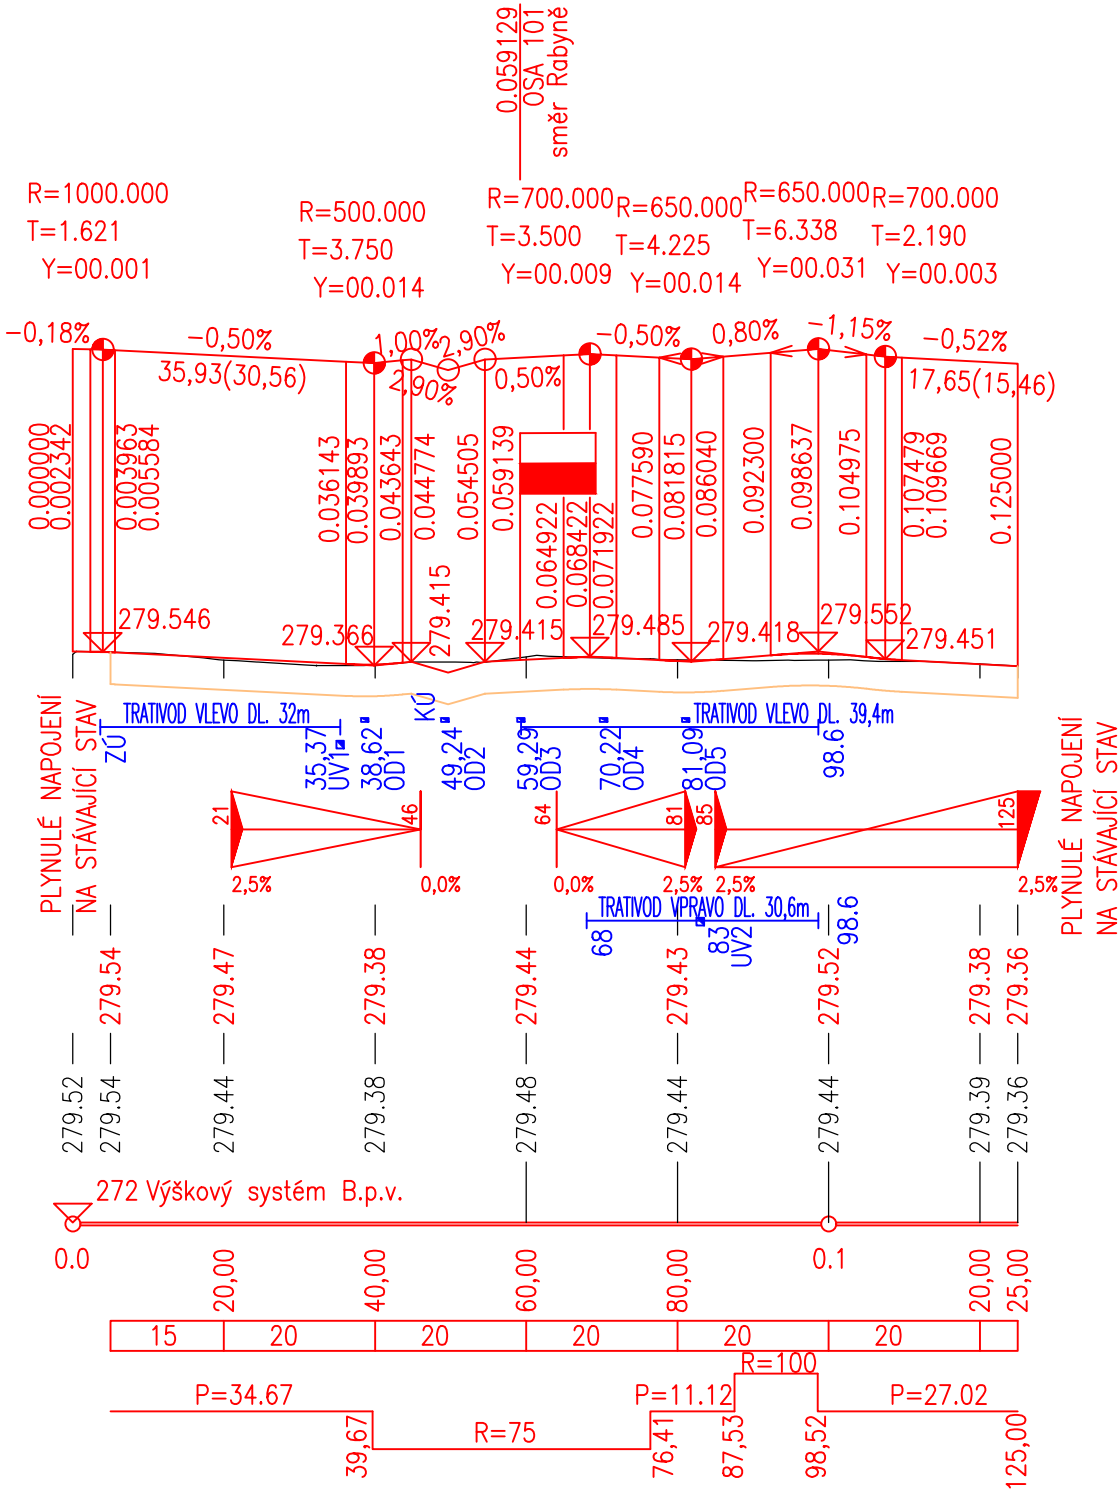 0.059129
OSA 101
směr Rabyně
R=1000.000
T=1.621
Y=00.001
R=500.000
T=3.750
Y=00.014
R=700.000
T=3.500
Y=00.009
R=650.000
T=4.225
Y=00.014
R=650.000
T=6.338
Y=00.031
R=700.000
T=2.190
Y=00.003
-0,18%
-0,50%
35,93(30,56)
1,00%
2,90%
2,90%
0,50%
-0,50%
0,80%
-1,15%
-0,52%
17,65(15,46)
0.000000
0.002342
0.003963
0.005584
0.036143
0.039893
0.043643
0.044774
0.054505
0.059139
0.064922
0.068422
0.071922
0.077590
0.081815
0.086040
0.092300
0.098637
0.104975
0.107479
0.109669
0.125000
279.546
279.366
279.415
279.415
279.485
279.418
279.552
279.451
PLYNULÉ NAPOJENÍ
NA STÁVAJÍCÍ STAV
TRATIVOD VLEVO DL. 32m
ZÚ
35,37
UV1
38,62
OD1
KÚ
49,24
OD2
59,29
OD3
70,22
OD4
81,09
OD5
TRATIVOD VLEVO DL. 39,4m
98.6
PLYNULÉ NAPOJENÍ
NA STÁVAJÍCÍ STAV
21
46
64
81
85
125
2,5%
0,0%
0,0%
2,5%
2,5%
2,5%
TRATIVOD VPRAVO DL. 30,6m
68
83
UV2
98.6
279.54
279.47
279.38
279.44
279.43
279.52
279.38
279.36
279.52
279.54
279.44
279.38
279.48
279.44
279.44
279.39
279.36
272 Výškový systém B.p.v.
0.0
20,00
40,00
60,00
80,00
0.1
20,00
25,00
15
20
20
20
20
20
P=34.67
R=75
P=11.12
R=100
P=27.02
39,67
76,41
87,53
98,52
125,00